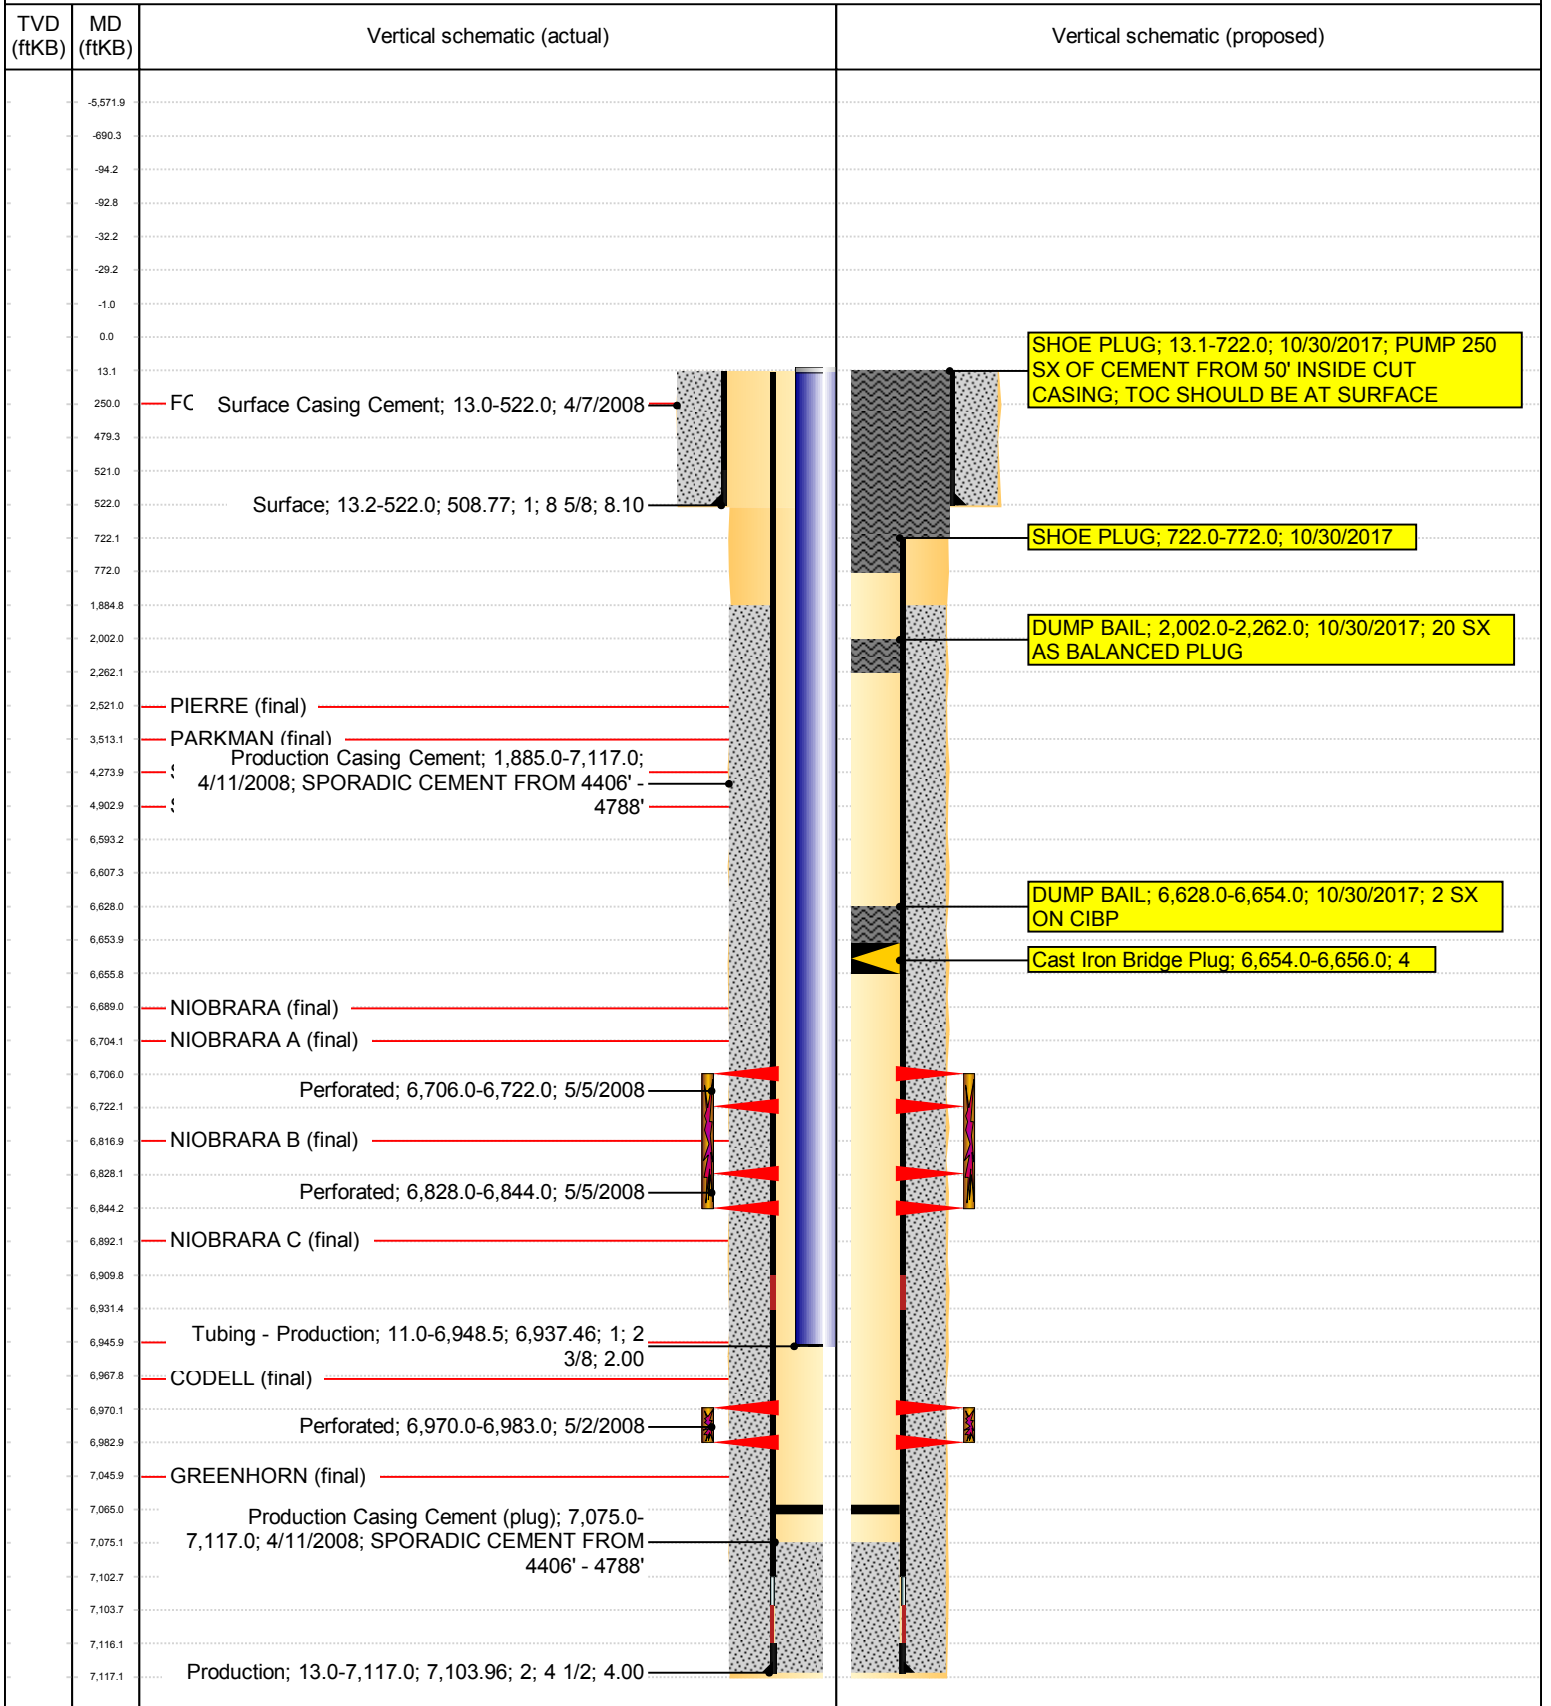 TVD (ftKB)
MD (ftKB)
Vertical schematic (actual)
Vertical schematic (proposed)
-5,571.9
-690.3
-94.2
-92.8
-32.2
-29.2
-1.0
0.0
13.1
250.0
479.3
521.0
522.0
722.1
772.0
1,884.8
2,002.0
2,262.1
2,521.0
3,513.1
4,273.9
4,902.9
6,593.2
6,607.3
6,628.0
6,653.9
6,655.8
6,689.0
6,704.1
6,706.0
6,722.1
6,816.9
6,828.1
6,844.2
6,892.1
6,909.8
6,931.4
6,945.9
6,967.8
6,970.1
6,982.9
7,045.9
7,065.0
7,075.1
7,102.7
7,103.7
7,116.1
7,117.1
Surface Casing Cement; 13.0-522.0; 4/7/2008
Surface; 13.2-522.0; 508.77; 1; 8 5/8; 8.10
PIERRE (final)
PARKMAN (final)
Production Casing Cement; 1,885.0-7,117.0;
4/11/2008; SPORADIC CEMENT FROM 4406' -
4788'
NIOBRARA (final)
NIOBRARA A (final)
Perforated; 6,706.0-6,722.0; 5/5/2008
NIOBRARA B (final)
Perforated; 6,828.0-6,844.0; 5/5/2008
NIOBRARA C (final)
Tubing - Production; 11.0-6,948.5; 6,937.46; 1; 2
3/8; 2.00
CODELL (final)
Perforated; 6,970.0-6,983.0; 5/2/2008
GREENHORN (final)
Production Casing Cement (plug); 7,075.0-
7,117.0; 4/11/2008; SPORADIC CEMENT FROM
4406' - 4788'
Production; 13.0-7,117.0; 7,103.96; 2; 4 1/2; 4.00
SHOE PLUG; 13.1-722.0; 10/30/2017; PUMP 250
SX OF CEMENT FROM 50' INSIDE CUT
CASING; TOC SHOULD BE AT SURFACE
SHOE PLUG; 722.0-772.0; 10/30/2017
DUMP BAIL; 2,002.0-2,262.0; 10/30/2017; 20 SX
AS BALANCED PLUG
DUMP BAIL; 6,628.0-6,654.0; 10/30/2017; 2 SX
ON CIBP
Cast Iron Bridge Plug; 6,654.0-6,656.0; 4